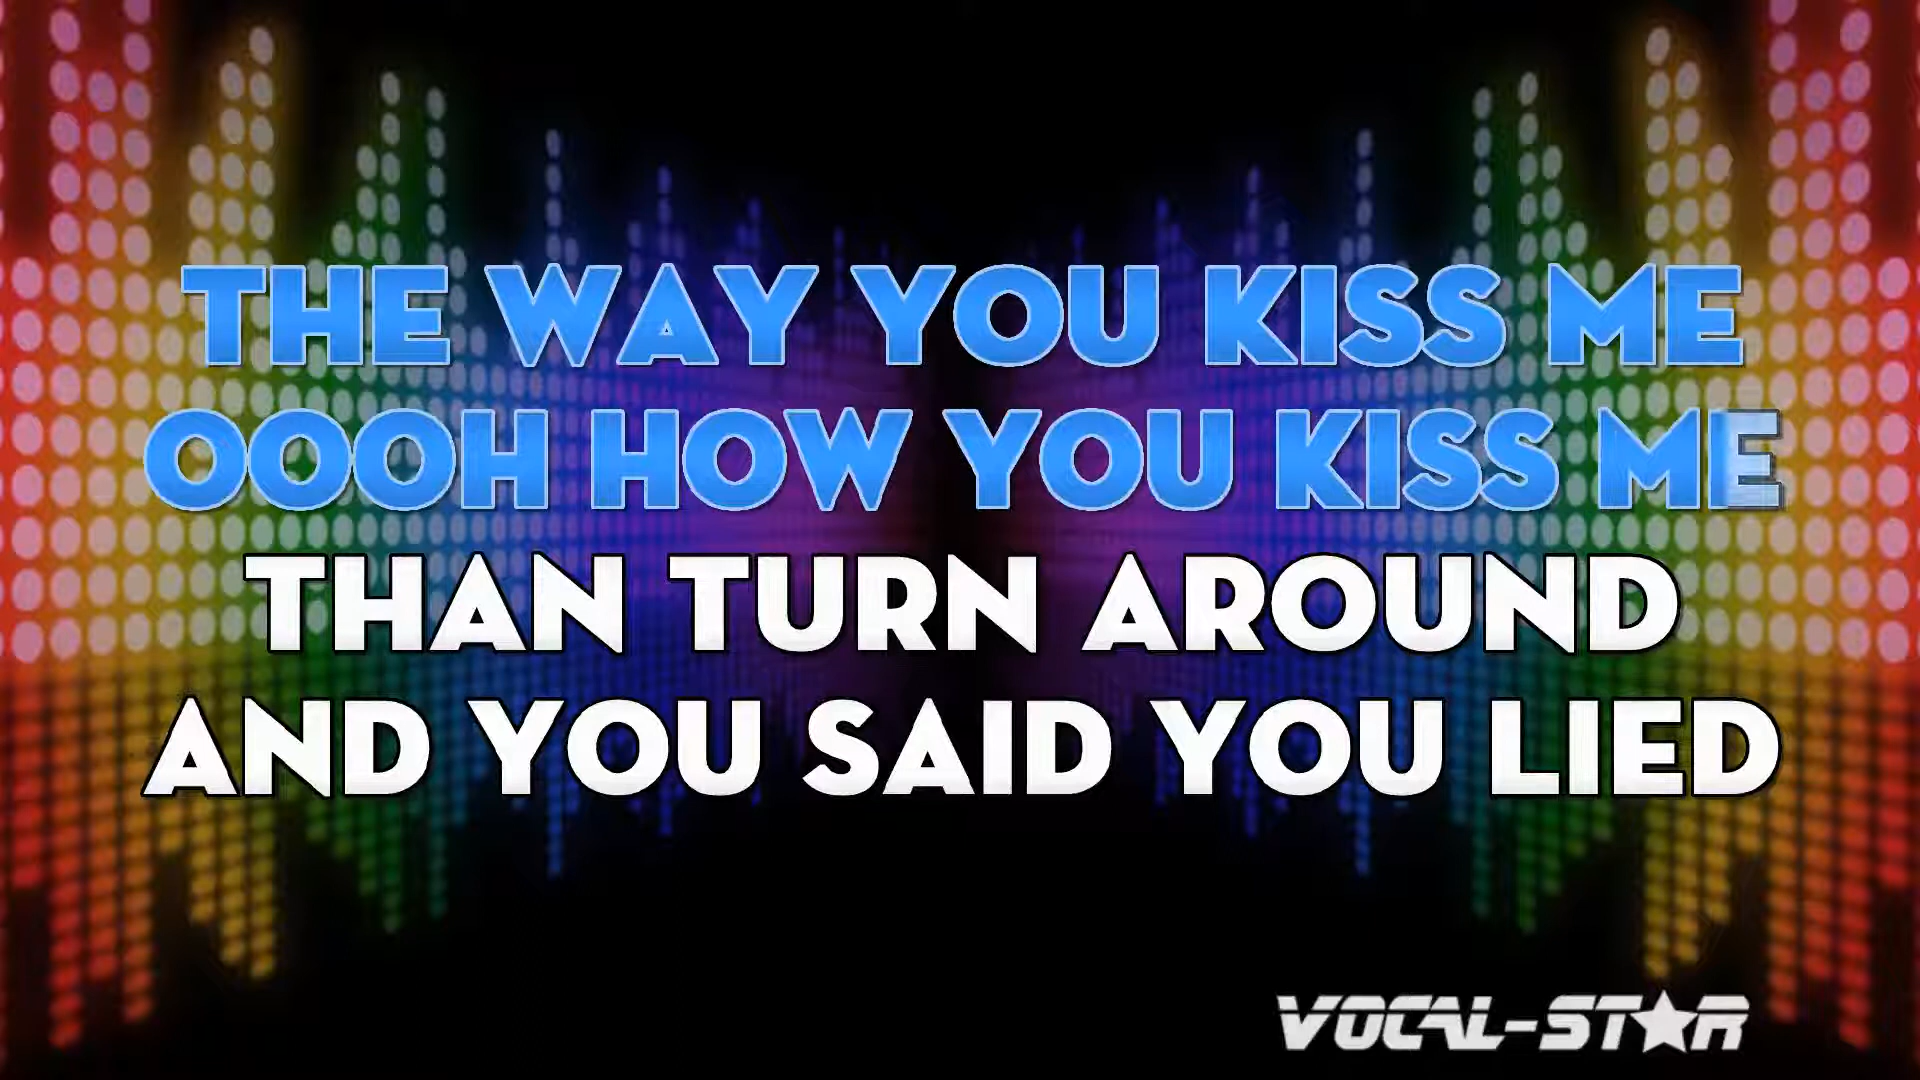 THE WAY YOU KISS ME
OOOH HOW YOU KISS ME
THAN TURN AROUND
AND YOU SAID YOU LIED
VOCAL-STAR